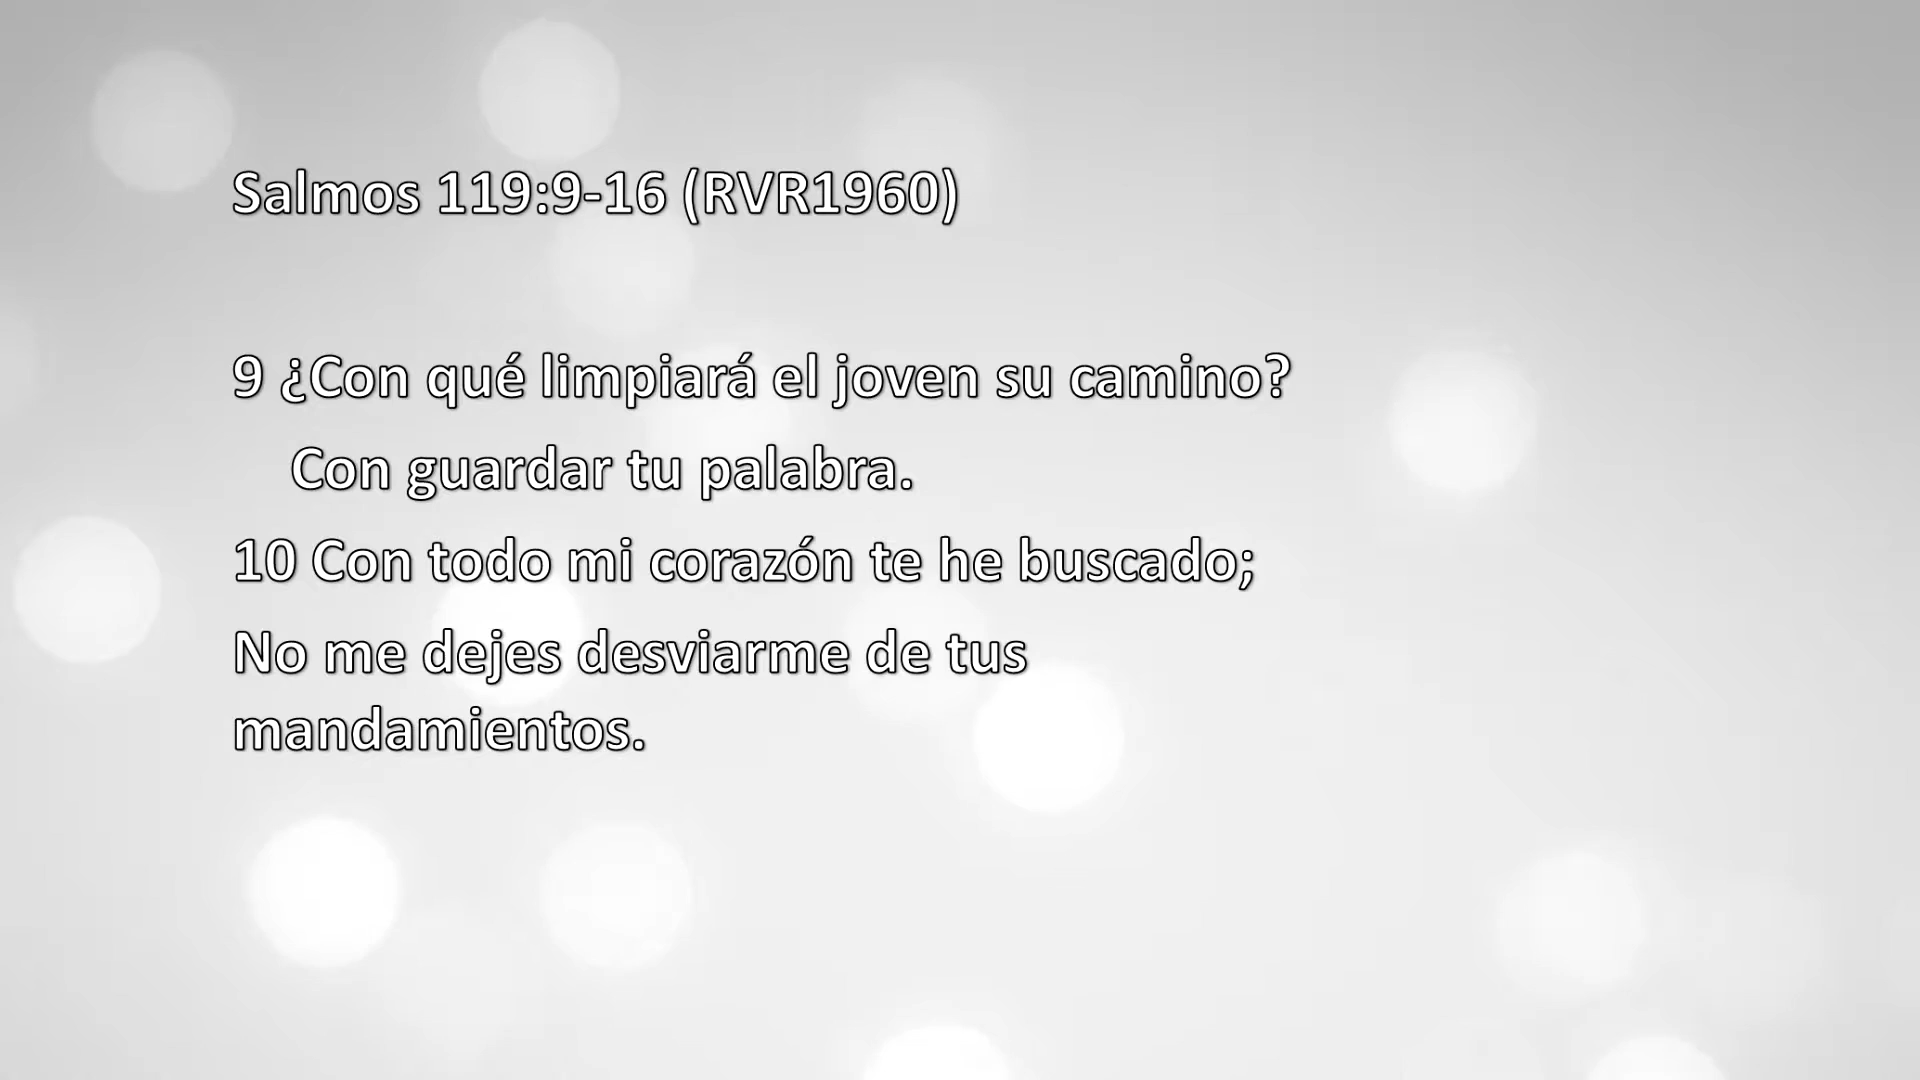 Salmos 119:9-16 (RVR1960)
9 ¿Con qué limpiará el joven su camino?
Con guardar tu palabra.
10 Con todo mi corazón te he buscado;
No me dejes desviarme de tus
mandamientos.